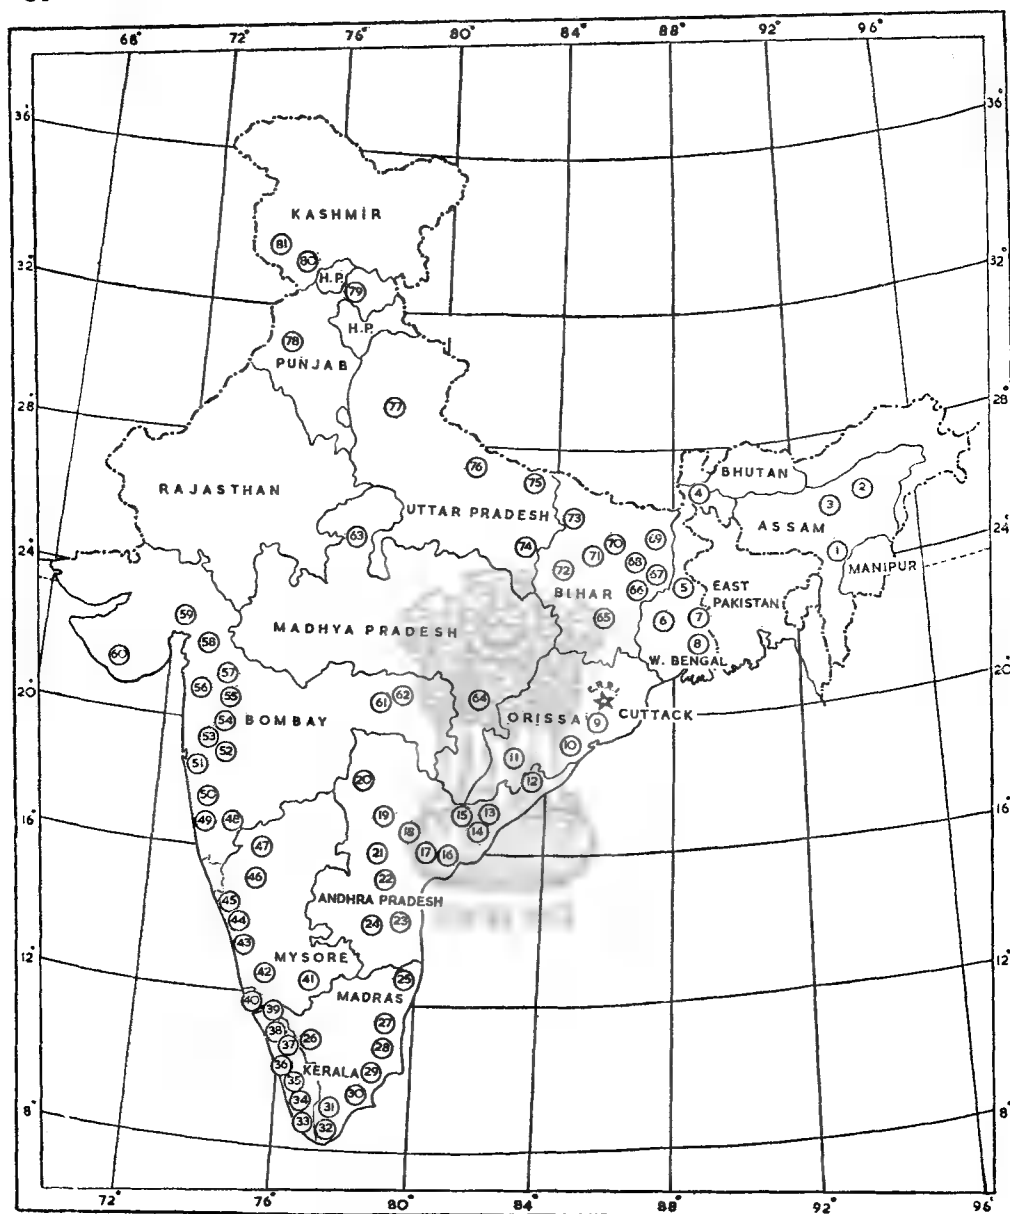 68° 72° 76° 80° 84° 88° 92° 96°
36° 36°
KASHMIR
81
80
32° H.P. 32°
79
H.P.
78
PUNJAB
28° 77 28°
76 BHUTAN
75 4 3 2
RAJASTHAN
UTTAR PRADESH 73 ASSAM
63 74 70 69 1
24° 72 71 68 24°
MANIPUR
67
BIHAR 66 5 EAST
PAKISTAN
59 65 6 7
58 MADHYA PRADESH 8
60 W. BENGAL
57
56 55 61 62 64
20° 20°
54 BOMBAY ORISSA CUTTACK
53 52 9
51 11 10
20 12
50
16° 49 48 19 15 13 16°
18 14
47 21 17 16
46 22
45 ANDHRA PRADESH
44 24 23
43
12° MYSORE 12°
42 41 25
40 39 MADRAS
38 27
37 26 28
36 KERALA 29
35
34 31 30
8° 33 32 8°
72° 76° 80° 84° 88° 92° 96°